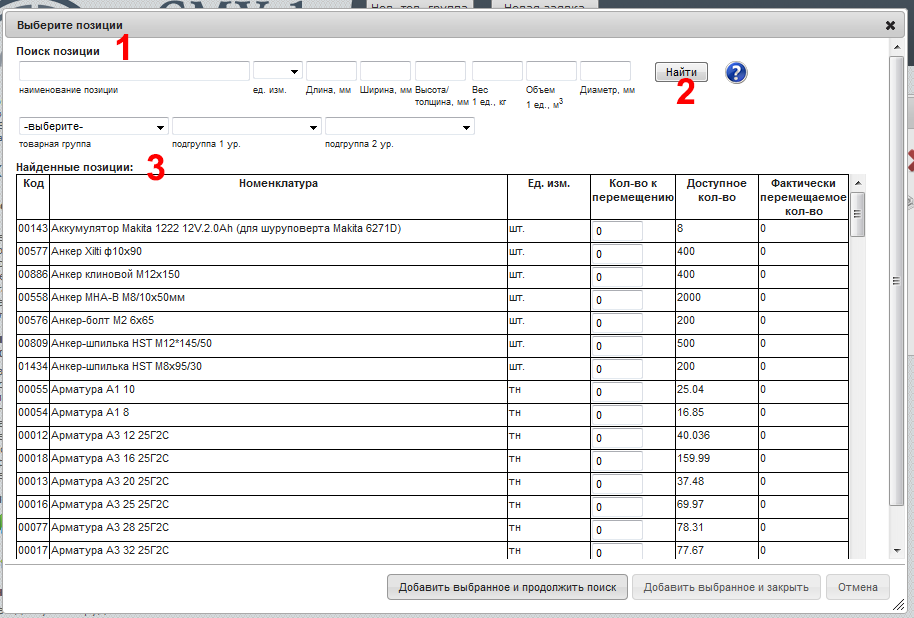 СМУ-1
Выберите позиции
Поиск позиции
1
Найти
2
наименование позиции ед. изм. Длина, мм Ширина, мм Высота/ толщина, мм Вес 1 ед., кг Объем 1 ед., м3 Диаметр, мм
-выберите-
товарная группа подгруппа 1 ур. подгруппа 2 ур.
Найденные позиции:
3
Код Номенклатура Ед. изм. Кол-во к перемещению Доступное кол-во Фактически перемещаемое кол-во
00143 Аккумулятор Makita 1222 12V.2.0Ah (для шуруповерта Makita 6271D) шт. 0 8 0
00577 Анкер Xilti ф10х90 шт. 0 400 0
00886 Анкер клиновой М12х150 шт. 0 400 0
00558 Анкер МНА-В М8/10х50мм шт. 0 2000 0
00576 Анкер-болт М2 6х65 шт. 0 200 0
00809 Анкер-шпилька HST М12*145/50 шт. 0 500 0
01434 Анкер-шпилька HST М8х95/30 шт. 0 200 0
00055 Арматура А1 10 тн 0 25.04 0
00054 Арматура А1 8 тн 0 16.85 0
00012 Арматура А3 12 25Г2С тн 0 40.036 0
00018 Арматура А3 16 25Г2С тн 0 159.99 0
00013 Арматура А3 20 25Г2С тн 0 37.48 0
00016 Арматура А3 25 25Г2С тн 0 69.97 0
00077 Арматура А3 28 25Г2С тн 0 78.31 0
00017 Арматура А3 32 25Г2С тн 0 77.67 0
Добавить выбранное и продолжить поиск Добавить выбранное и закрыть Отмена